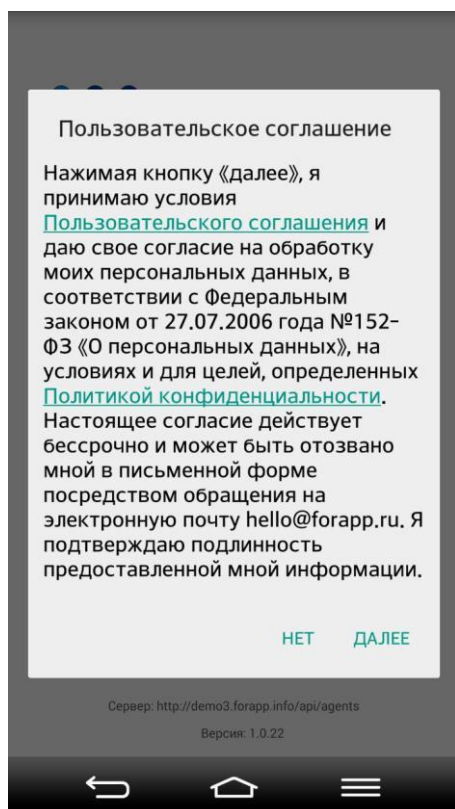 Пользовательское соглашение
Нажимая кнопку《далее》, я
принимаю условия
Пользовательского соглашения и
даю свое согласие на обработку
моих персональных данных, в
соответствии с Федеральным
законом от 27.07.2006 года №152-
ФЗ《О персональных данных》, на
условиях и для целей, определенных
Политикой конфиденциальности.
Настоящее согласие действует
бессрочно и может быть отозвано
мной в письменной форме
посредством обращения на
электронную почту hello@forapp.ru. Я
подтверждаю подлинность
предоставленной мной информации.
НЕТ ДАЛЕЕ
Сервер: http://demo3.forapp.info/api/agents
Версия: 1.0.22